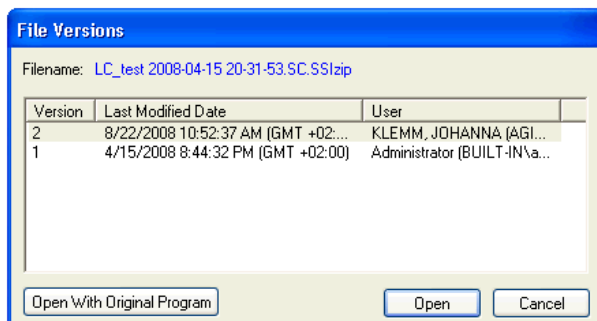 File Versions
Filename: LC_test 2008-04-15 20-31-53.SC.SSIzip
Version Last Modified Date User
2 8/22/2008 10:52:37 AM (GMT +02:... KLEMM, JOHANNA (AGI...
1 4/15/2008 8:44:32 PM (GMT +02:00) Administrator (BUILT-IN\a...
Open With Original Program Open Cancel